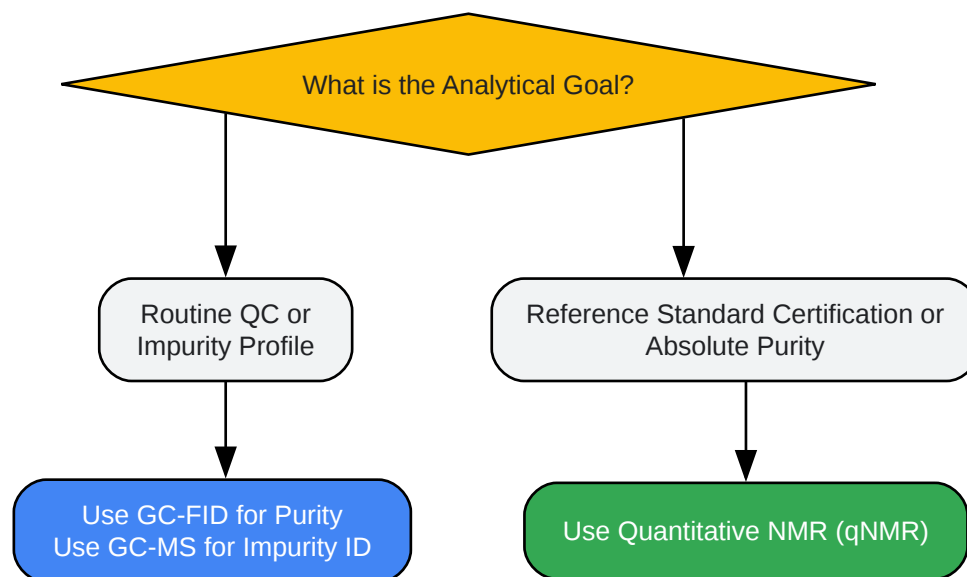 What is the Analytical Goal?
Routine QC or
Impurity Profile
Reference Standard Certification or
Absolute Purity
Use GC-FID for Purity
Use GC-MS for Impurity ID
Use Quantitative NMR (qNMR)